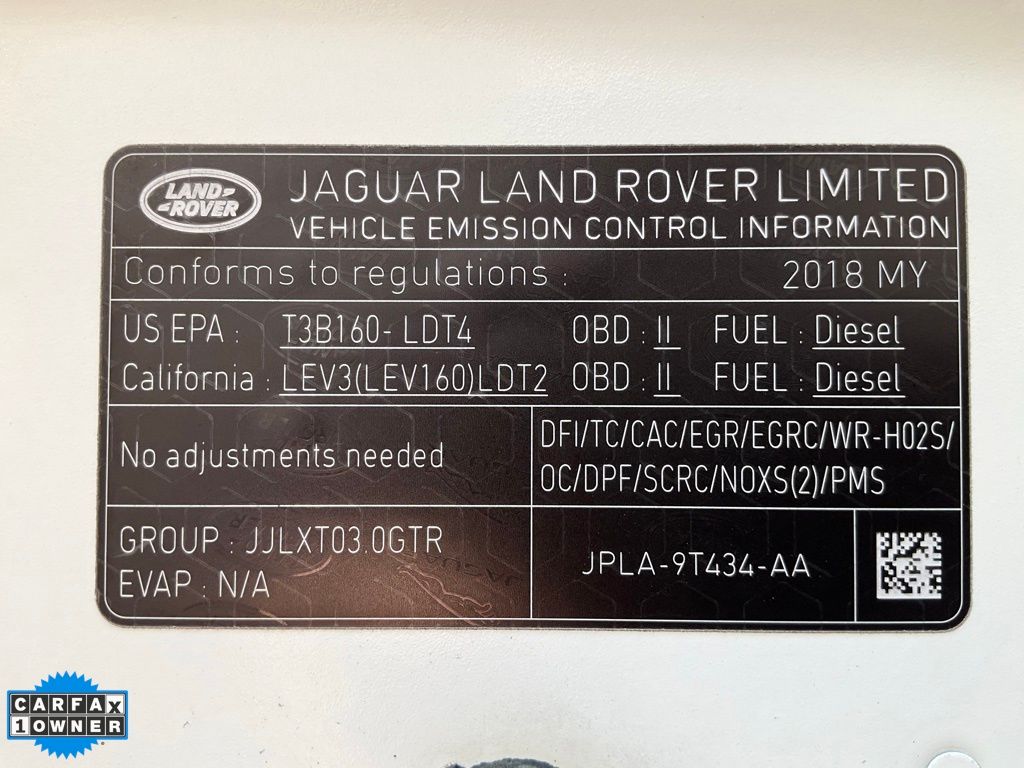 LAND-
-ROVER
JAGUAR LAND ROVER LIMITED
VEHICLE EMISSION CONTROL INFORMATION
Conforms to regulations : 2018 MY
US EPA : T3B160- LDT4 OBD : II FUEL : Diesel
California : LEV3(LEV160)LDT2 OBD : II FUEL : Diesel
No adjustments needed
DFI/TC/CAC/EGR/EGRC/WR-H02S/
OC/DPF/SCRC/NOXS(2)/PMS
GROUP : JJLXT03.0GTR
EVAP : N/A
JPLA-9T434-AA
CARFAX
1 OWNER